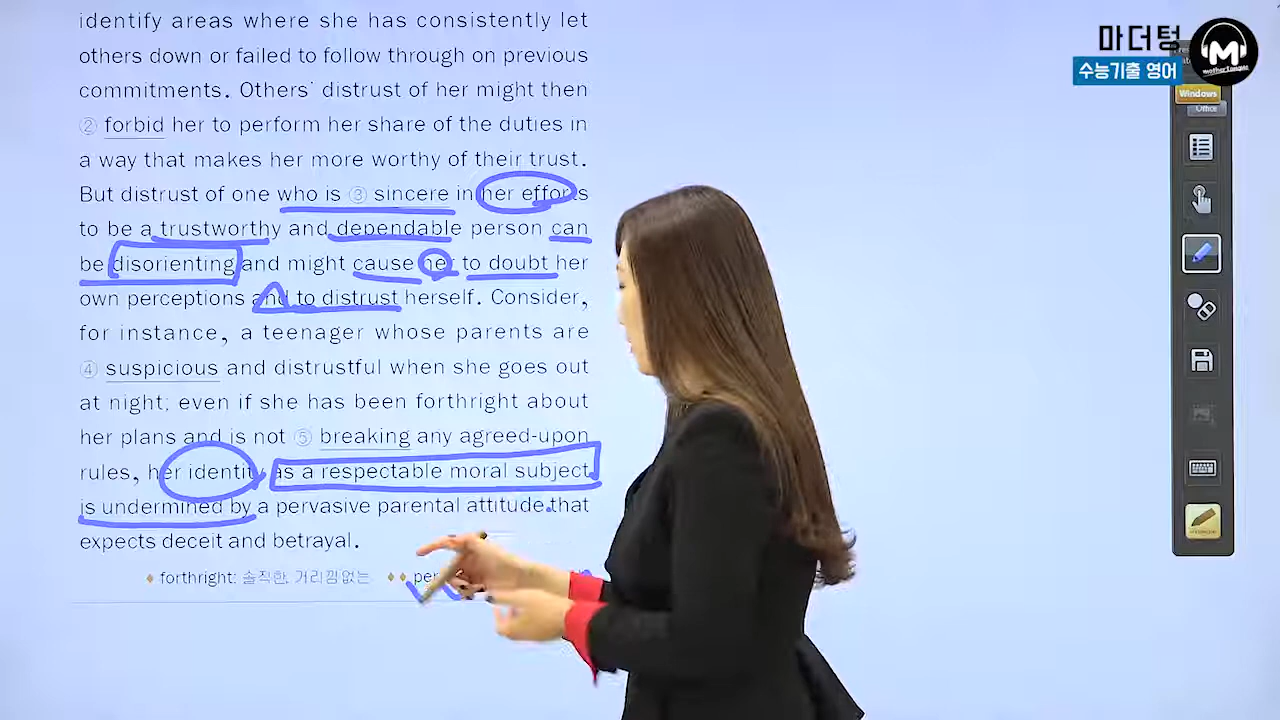 identify areas where she has consistently let
others down or failed to follow through on previous
commitments. Others' distrust of her might then
② forbid her to perform her share of the duties in
a way that makes her more worthy of their trust.
But distrust of one who is ③ sincere in her efforts
to be a trustworthy and dependable person can
be disorienting and might cause her to doubt her
own perceptions and to distrust herself. Consider,
for instance, a teenager whose parents are
④ suspicious and distrustful when she goes out
at night; even if she has been forthright about
her plans and is not ⑤ breaking any agreed-upon
rules, her identity as a respectable moral subject
is undermined by a pervasive parental attitude that
expects deceit and betrayal.
forthright: 솔직한, 거리낌없는
마더텅
수능기출 영어
mother tongue
Windows
Office